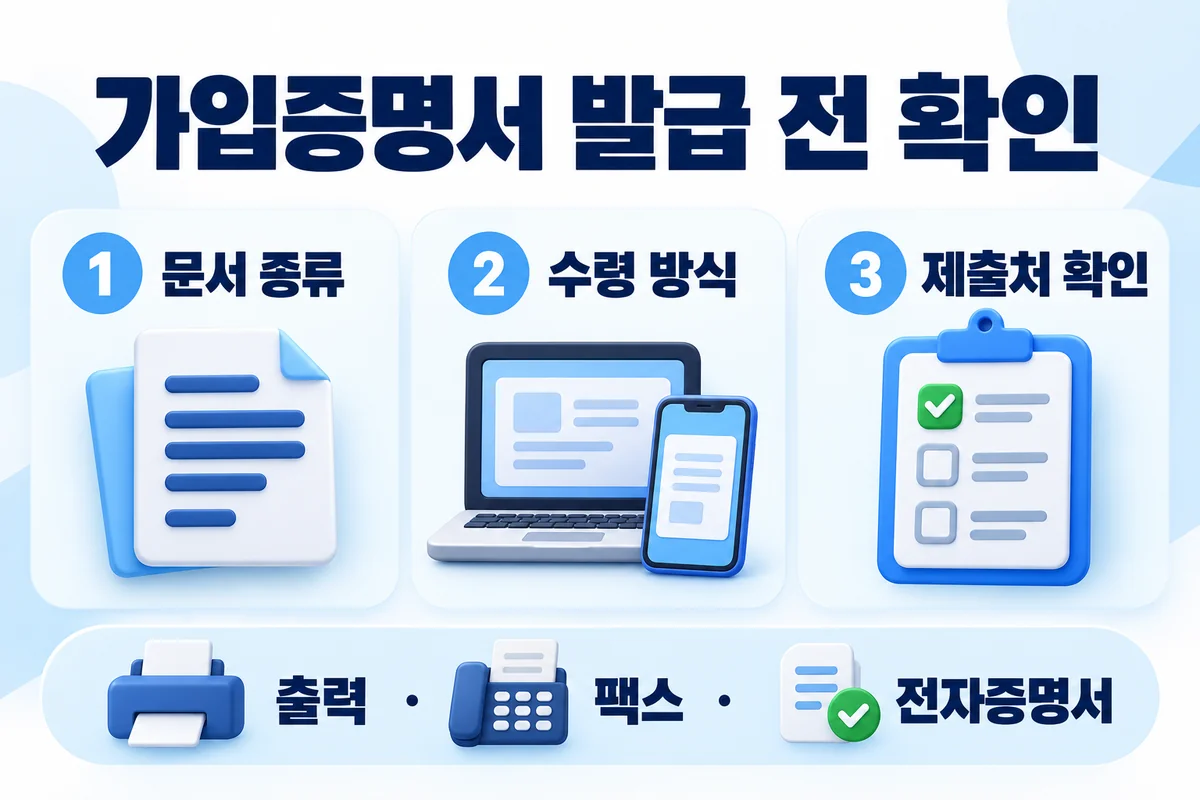 가입증명서 발급 전 확인
1 문서 종류
2 수령 방식
3 제출처 확인
출력 · 팩스 · 전자증명서